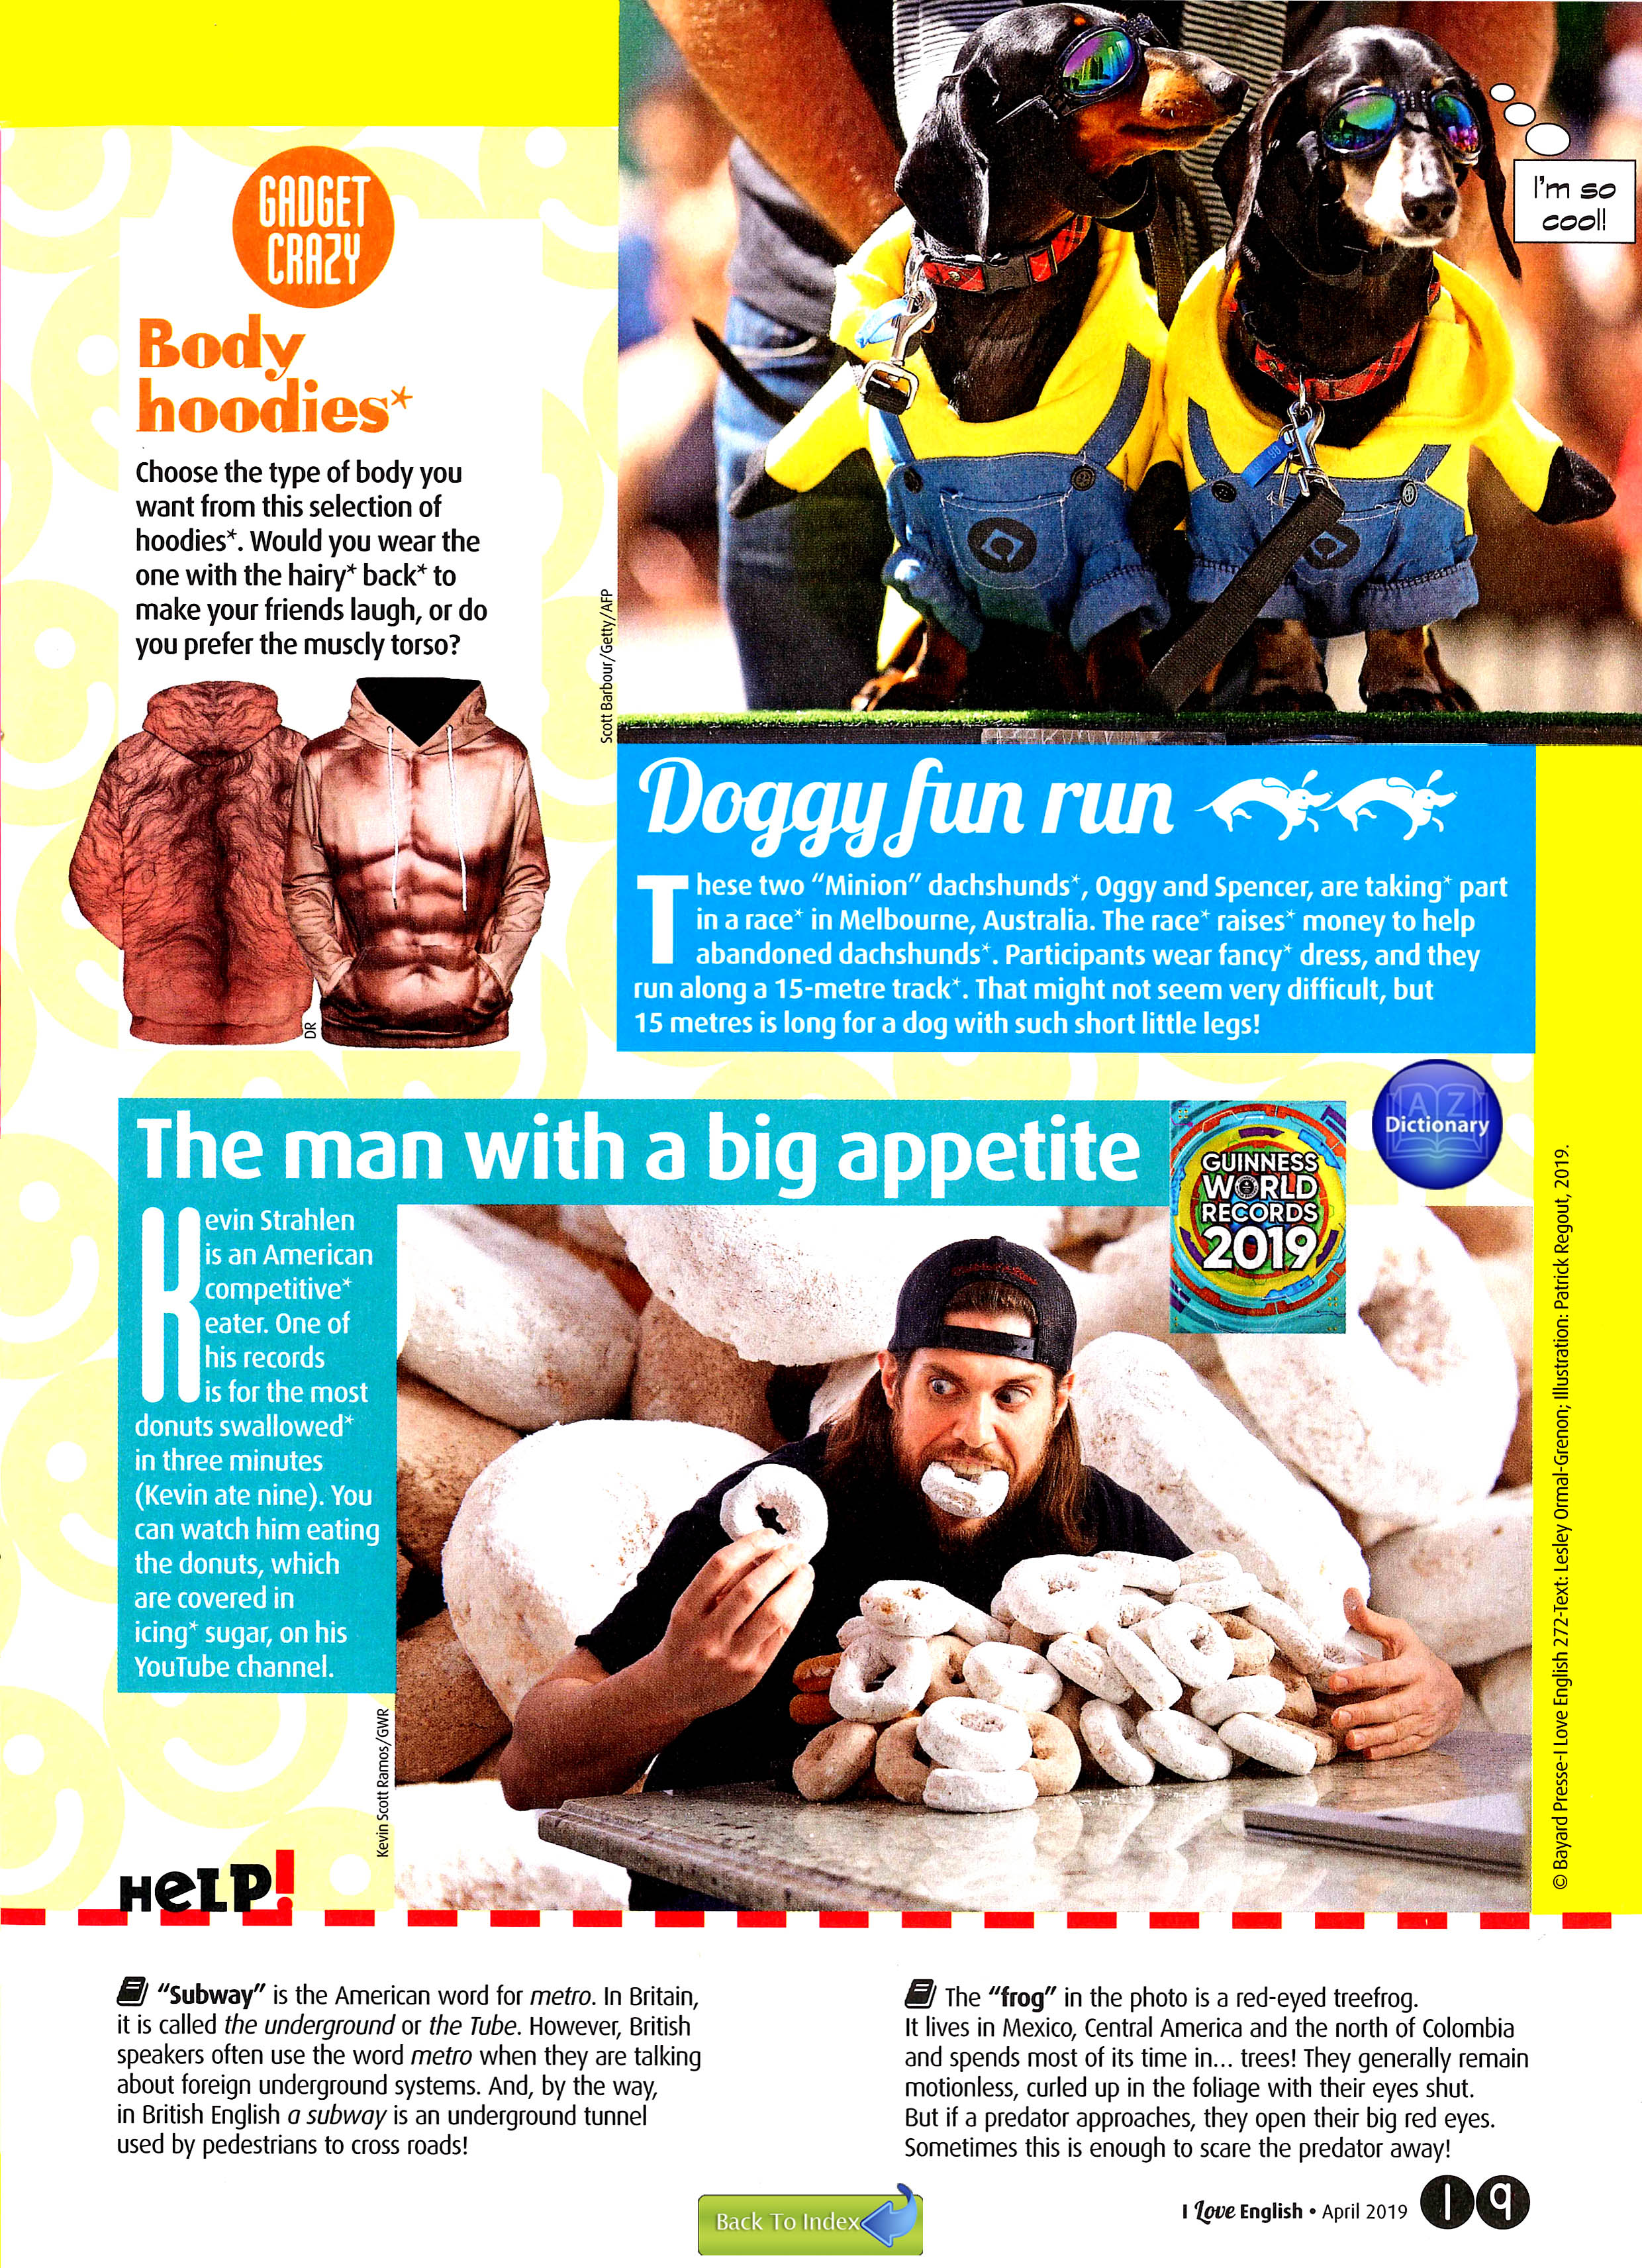 GADGET
CRAZY
Body
hoodies*
Choose the type of body you
want from this selection of
hoodies*. Would you wear the
one with the hairy* back* to
make your friends laugh, or do
you prefer the muscly torso?
DR
Scott Barbour/Getty/AFP
I'm so
cool!
Doggy fun run
These two “Minion” dachshunds*, Oggy and Spencer, are taking* part
in a race* in Melbourne, Australia. The race* raises* money to help
abandoned dachshunds*. Participants wear fancy* dress, and they
run along a 15-metre track*. That might not seem very difficult, but
15 metres is long for a dog with such short little legs!
The man with a big appetite
GUINNESS
WORLD
RECORDS
2019
A Z
Dictionary
Kevin Strahlen
is an American
competitive*
eater. One of
his records
is for the most
donuts swallowed*
in three minutes
(Kevin ate nine). You
can watch him eating
the donuts, which
are covered in
icing* sugar, on his
YouTube channel.
Kevin Scott Ramos/GWR
© Bayard Presse-I Love English 272-Text: Lesley Ormal-Grenon; Illustration: Patrick Regout, 2019.
HeLP!
“Subway” is the American word for metro. In Britain,
it is called the underground or the Tube. However, British
speakers often use the word metro when they are talking
about foreign underground systems. And, by the way,
in British English a subway is an underground tunnel
used by pedestrians to cross roads!
The “frog” in the photo is a red-eyed treefrog.
It lives in Mexico, Central America and the north of Colombia
and spends most of its time in... trees! They generally remain
motionless, curled up in the foliage with their eyes shut.
But if a predator approaches, they open their big red eyes.
Sometimes this is enough to scare the predator away!
Back To Index
I Love English • April 2019
19